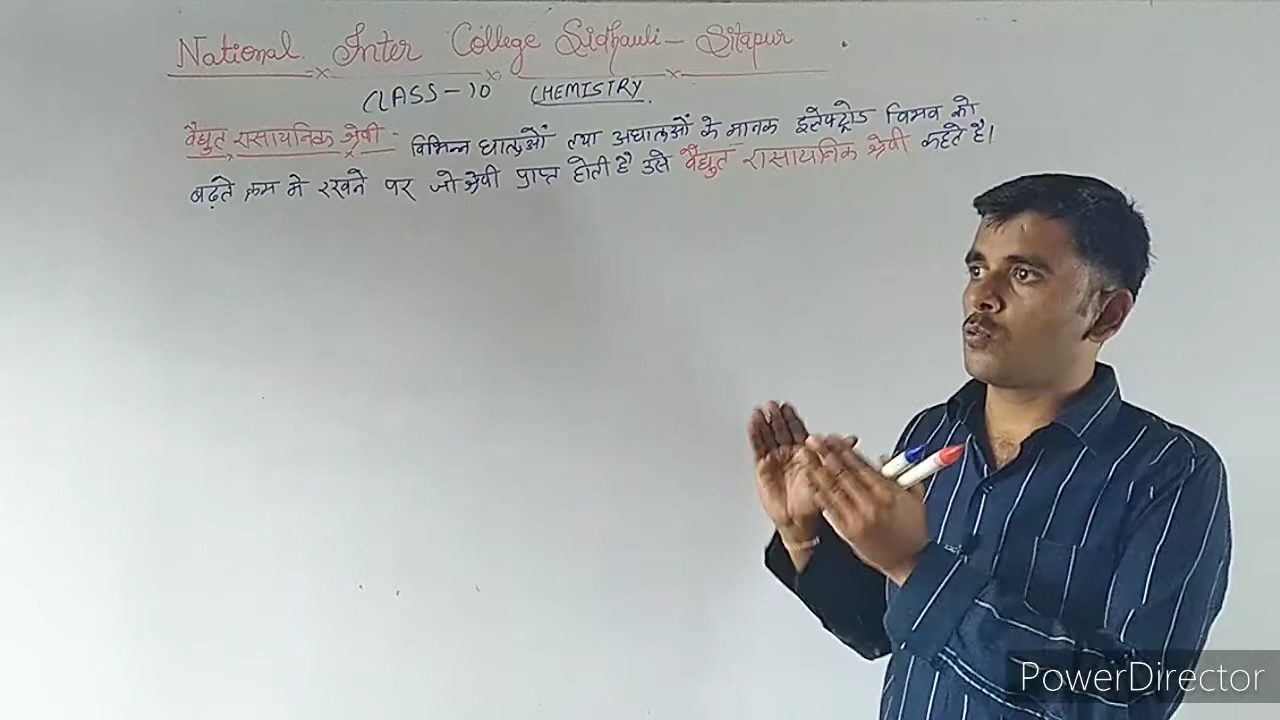 National Inter College Sidhauli - Sitapur
CLASS - 10 CHEMISTRY
वैद्युत रासायनिक श्रेणी - विभिन्न धातुओं तथा अधातुओं के मानक इलेक्ट्रोड विभव को
बढ़ते क्रम में रखने पर जो श्रेणी प्राप्त होती है उसे वैद्युत रासायनिक श्रेणी कहते है।
PowerDirector